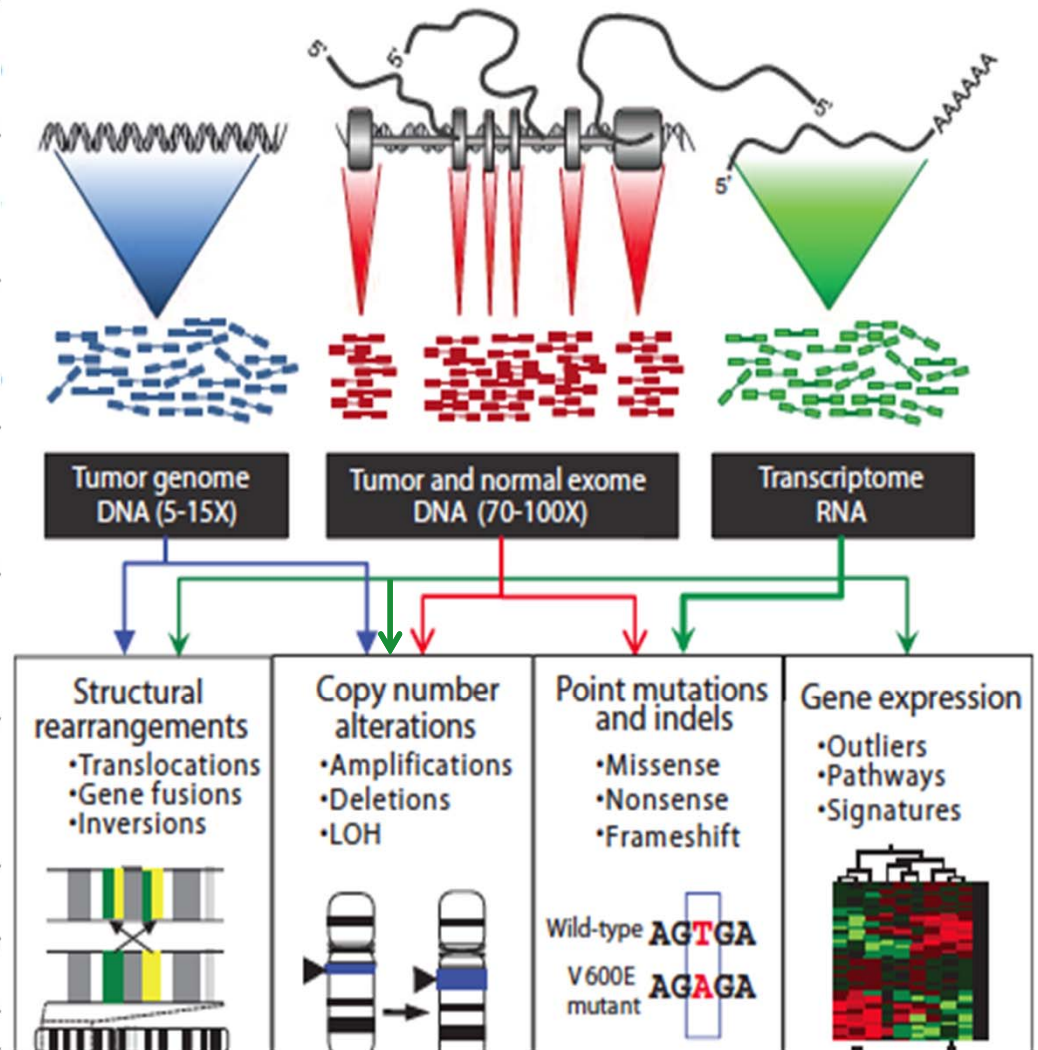 5'
5'
5'
5'
AAAAAA
Tumor genome
DNA (5-15X)
Tumor and normal exome
DNA (70-100X)
Transcriptome
RNA
Structural
rearrangements
•Translocations
•Gene fusions
•Inversions
Copy number
alterations
•Amplifications
•Deletions
•LOH
Point mutations
and indels
•Missense
•Nonsense
•Frameshift
Wild-type AGTGA
V600E
mutant AGAGA
Gene expression
•Outliers
•Pathways
•Signatures